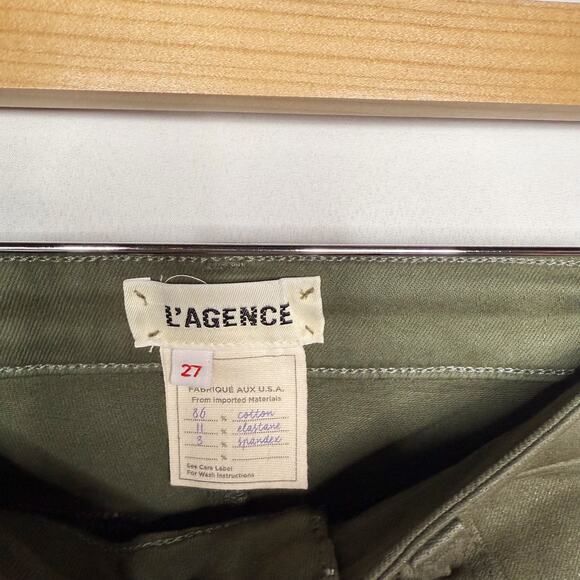 L'AGENCE
27
FABRIQUÉ AUX U.S.A.
From Imported Materials
86 % cotton
11 % elastane
3 % spandex
%
See Care Label
For Wash Instructions